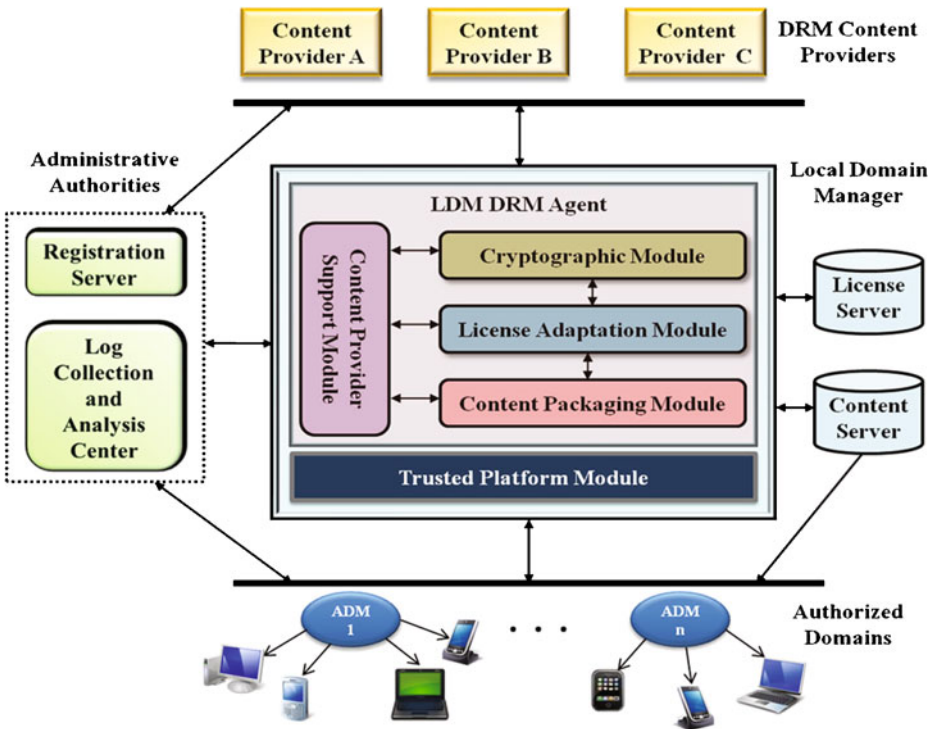 Content
Provider A
Content
Provider B
Content
Provider C
DRM Content
Providers
Administrative
Authorities
Local Domain
Manager
LDM DRM Agent
Registration
Server
Content Provider
Support Module
Cryptographic Module
License
Server
License Adaptation Module
Log
Collection
and
Analysis
Center
Content Packaging Module
Content
Server
Trusted Platform Module
ADM
1
. . .
ADM
n
Authorized
Domains